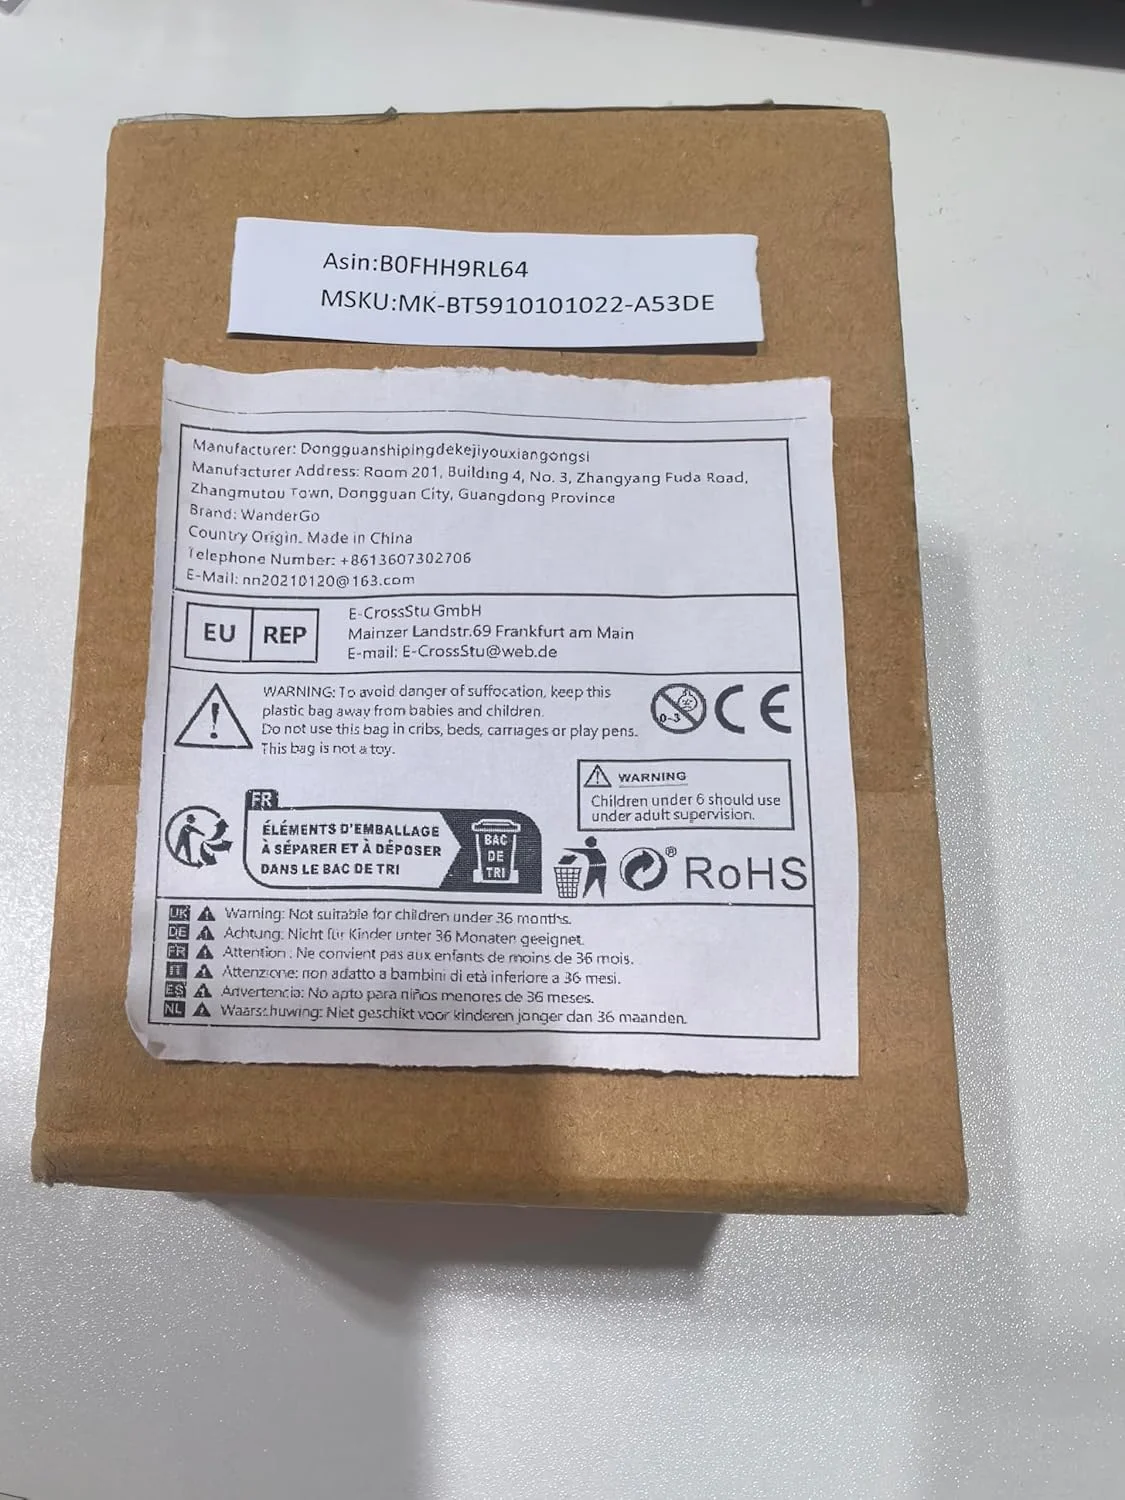 Asin:B0FHH9RL64
MSKU:MK-BT5910101022-A53DE
Manufacturer: Dongguanshipingdekejiyouxiangongsi
Manufacturer Address: Room 201, Building 4, No. 3, Zhangyang Fuda Road,
Zhangmutou Town, Dongguan City, Guangdong Province
Brand: WanderGo
Country Origin. Made in China
Telephone Number: +8613607302706
E-Mail: nn20210120@163.com
EU REP
E-CrossStu GmbH
Mainzer Landstr.69 Frankfurt am Main
E-mail: E-CrossStu@web.de
WARNING: To avoid danger of suffocation, keep this
plastic bag away from babies and children.
Do not use this bag in cribs, beds, carriages or play pens.
This bag is not a toy.
0-3
CE
WARNING
Children under 6 should use
under adult supervision.
FR
ÉLÉMENTS D'EMBALLAGE
À SÉPARER ET À DÉPOSER
DANS LE BAC DE TRI
BAC
DE
TRI
® RoHS
UK Warning: Not suitable for children under 36 months.
DE Achtung: Nicht für Kinder unter 36 Monaten geeignet.
FR Attention : Ne convient pas aux enfants de moins de 36 mois.
IT Attenzione: non adatto a bambini di età inferiore a 36 mesi.
ES Advertencia: No apto para niños menores de 36 meses.
NL Waarschuwing: Niet geschikt voor kinderen jonger dan 36 maanden.